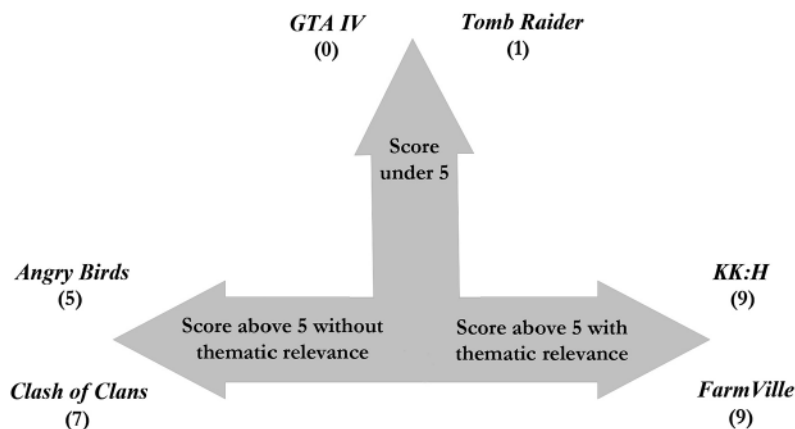 GTA IV
(0)
Tomb Raider
(1)
Score
under 5
Angry Birds
(5)
KK:H
(9)
Score above 5 without
thematic relevance
Score above 5 with
thematic relevance
Clash of Clans
(7)
FarmVille
(9)